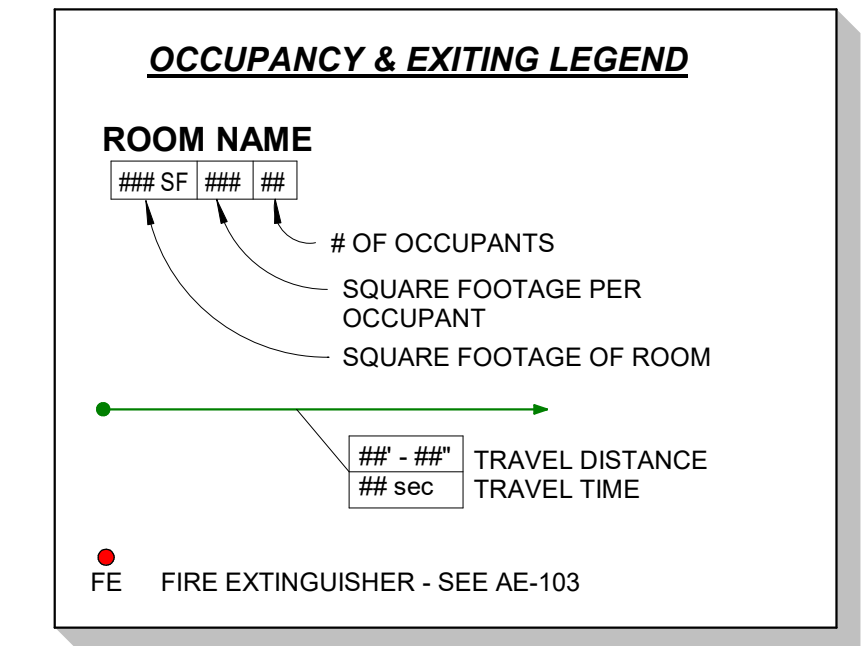 OCCUPANCY & EXITING LEGEND
ROOM NAME
### SF ### ##
# OF OCCUPANTS
SQUARE FOOTAGE PER
OCCUPANT
SQUARE FOOTAGE OF ROOM
##' - ##" TRAVEL DISTANCE
## sec TRAVEL TIME
FE FIRE EXTINGUISHER - SEE AE-103